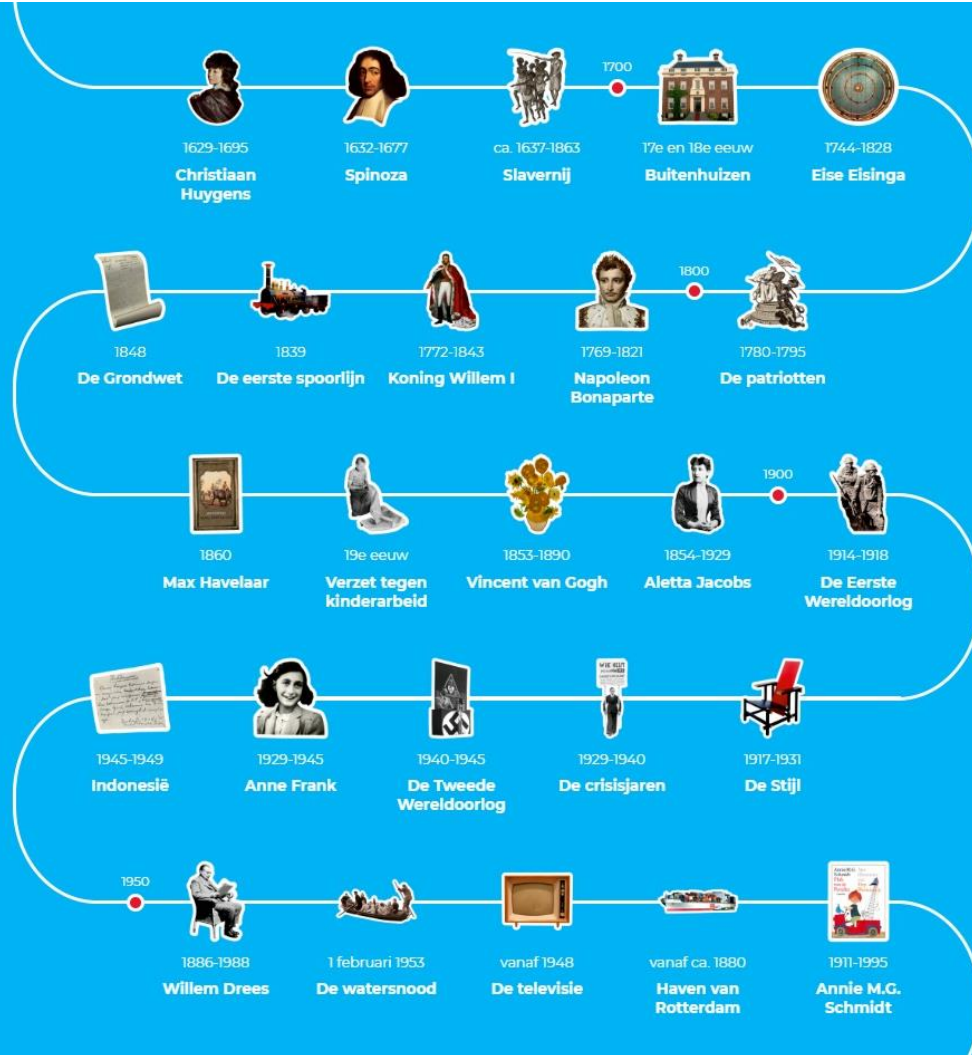 1700
1629-1695
Christiaan
Huygens
1632-1677
Spinoza
ca. 1637-1863
Slavernij
17e en 18e eeuw
Buitenhuizen
1744-1828
Eise Eisinga
1800
1848
De Grondwet
1839
De eerste spoorlijn
1772-1843
Koning Willem I
1769-1821
Napoleon
Bonaparte
1780-1795
De patriotten
1900
1860
Max Havelaar
19e eeuw
Verzet tegen
kinderarbeid
1853-1890
Vincent van Gogh
1854-1929
Aletta Jacobs
1914-1918
De Eerste
Wereldoorlog
1945-1949
Indonesië
1929-1945
Anne Frank
1940-1945
De Tweede
Wereldoorlog
1929-1940
De crisisjaren
1917-1931
De Stijl
1950
1886-1988
Willem Drees
1 februari 1953
De watersnood
vanaf 1948
De televisie
vanaf ca. 1880
Haven van
Rotterdam
1911-1995
Annie M.G.
Schmidt